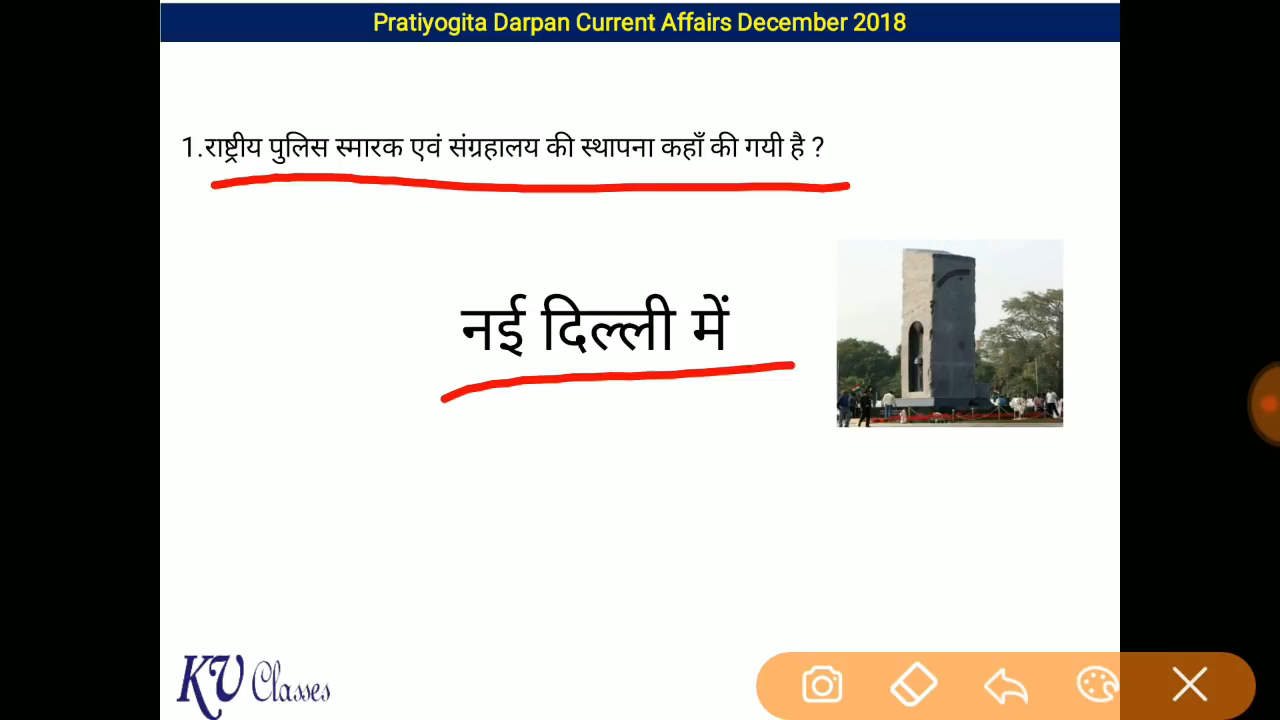 Pratiyogita Darpan Current Affairs December 2018
1.राष्ट्रीय पुलिस स्मारक एवं संग्रहालय की स्थापना कहाँ की गयी है ?
नई दिल्ली में
KV Classes